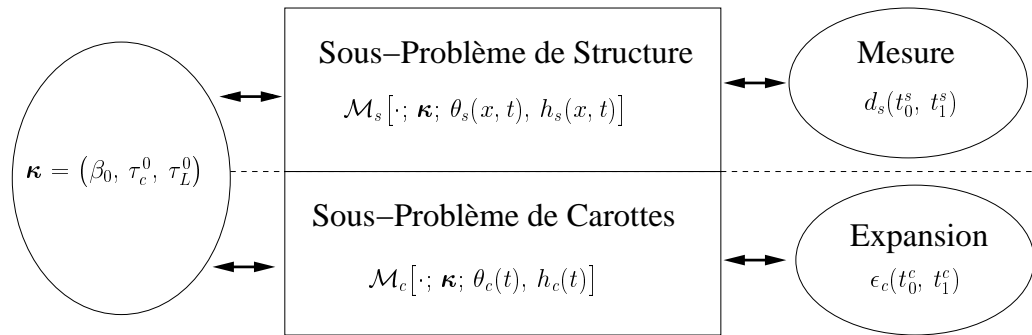 Sous–Problème de Structure
ℳ_s[·; κ; θ_s(x, t), h_s(x, t)]
Mesure
d_s(t_0^s, t_1^s)
κ = (β_0, τ_c^0, τ_L^0)
Sous–Problème de Carottes
ℳ_c[·; κ; θ_c(t), h_c(t)]
Expansion
ϵ_c(t_0^c, t_1^c)